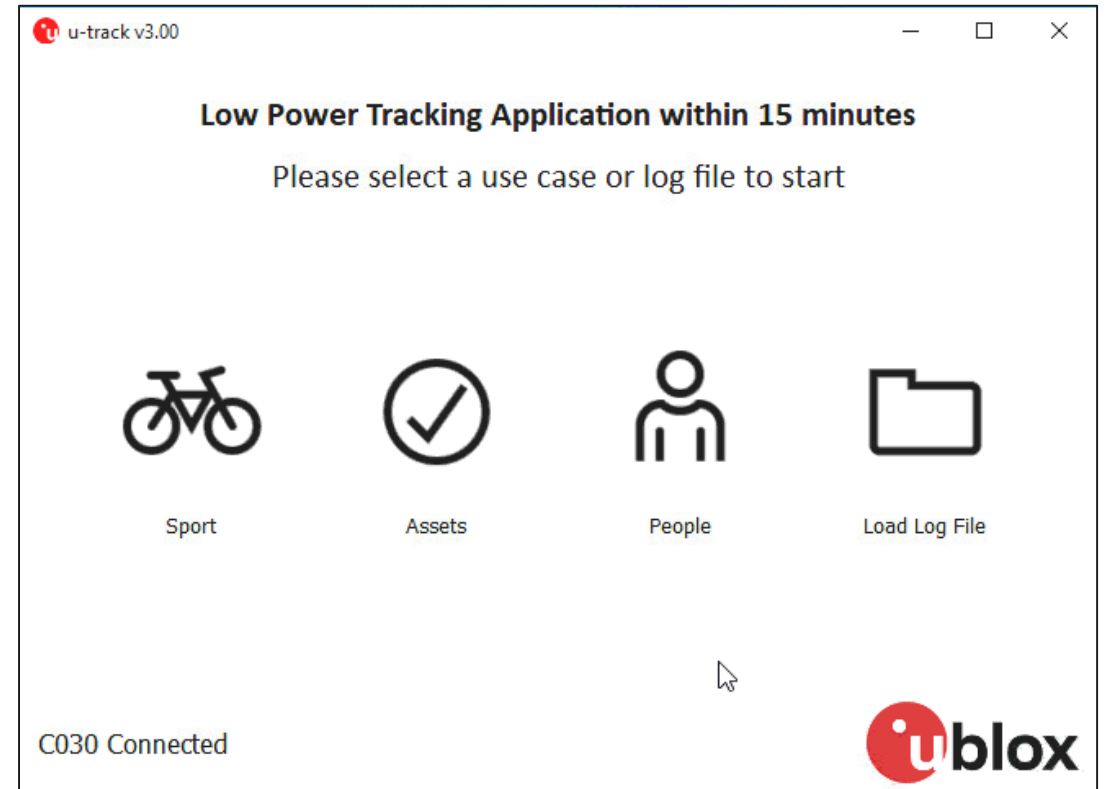 u-track v3.00
Low Power Tracking Application within 15 minutes
Please select a use case or log file to start
Sport
Assets
People
Load Log File
C030 Connected
ublox